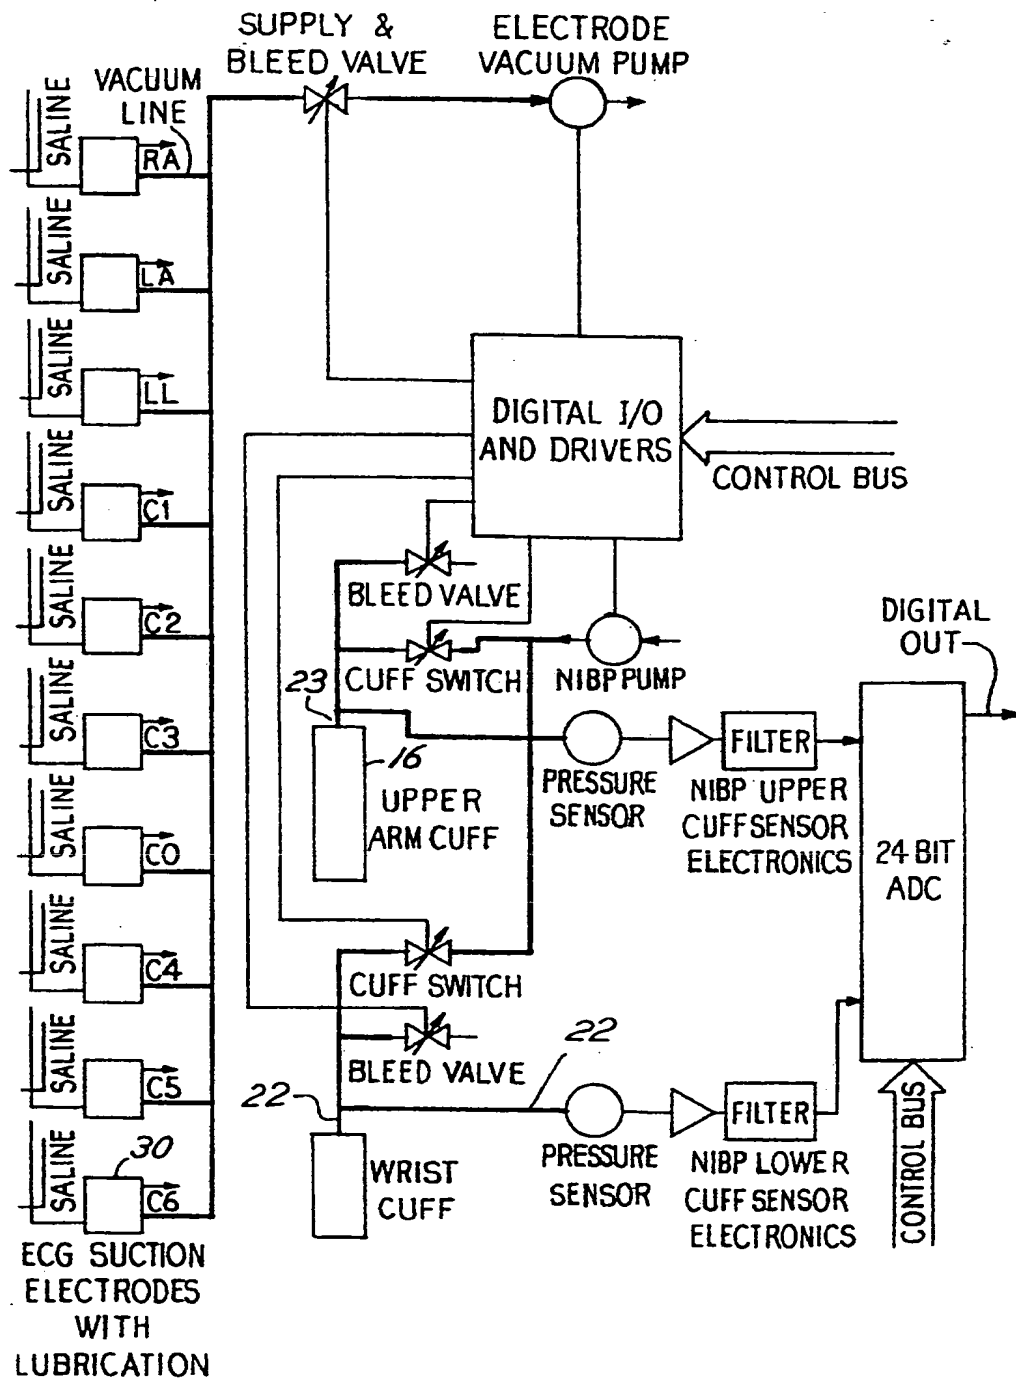 SUPPLY &
BLEED VALVE
ELECTRODE
VACUUM PUMP
VACUUM
LINE
SALINE
RA
SALINE
LA
SALINE
LL
SALINE
C1
SALINE
C2
SALINE
C3
SALINE
C0
SALINE
C4
SALINE
C5
SALINE
30
C6
ECG SUCTION
ELECTRODES
WITH
LUBRICATION
DIGITAL I/O
AND DRIVERS
CONTROL BUS
BLEED VALVE
CUFF SWITCH
NIBP PUMP
23
16
UPPER
ARM CUFF
PRESSURE
SENSOR
FILTER
NIBP UPPER
CUFF SENSOR
ELECTRONICS
DIGITAL
OUT
24 BIT
ADC
CUFF SWITCH
BLEED VALVE
22
22
WRIST
CUFF
PRESSURE
SENSOR
FILTER
NIBP LOWER
CUFF SENSOR
ELECTRONICS
CONTROL BUS